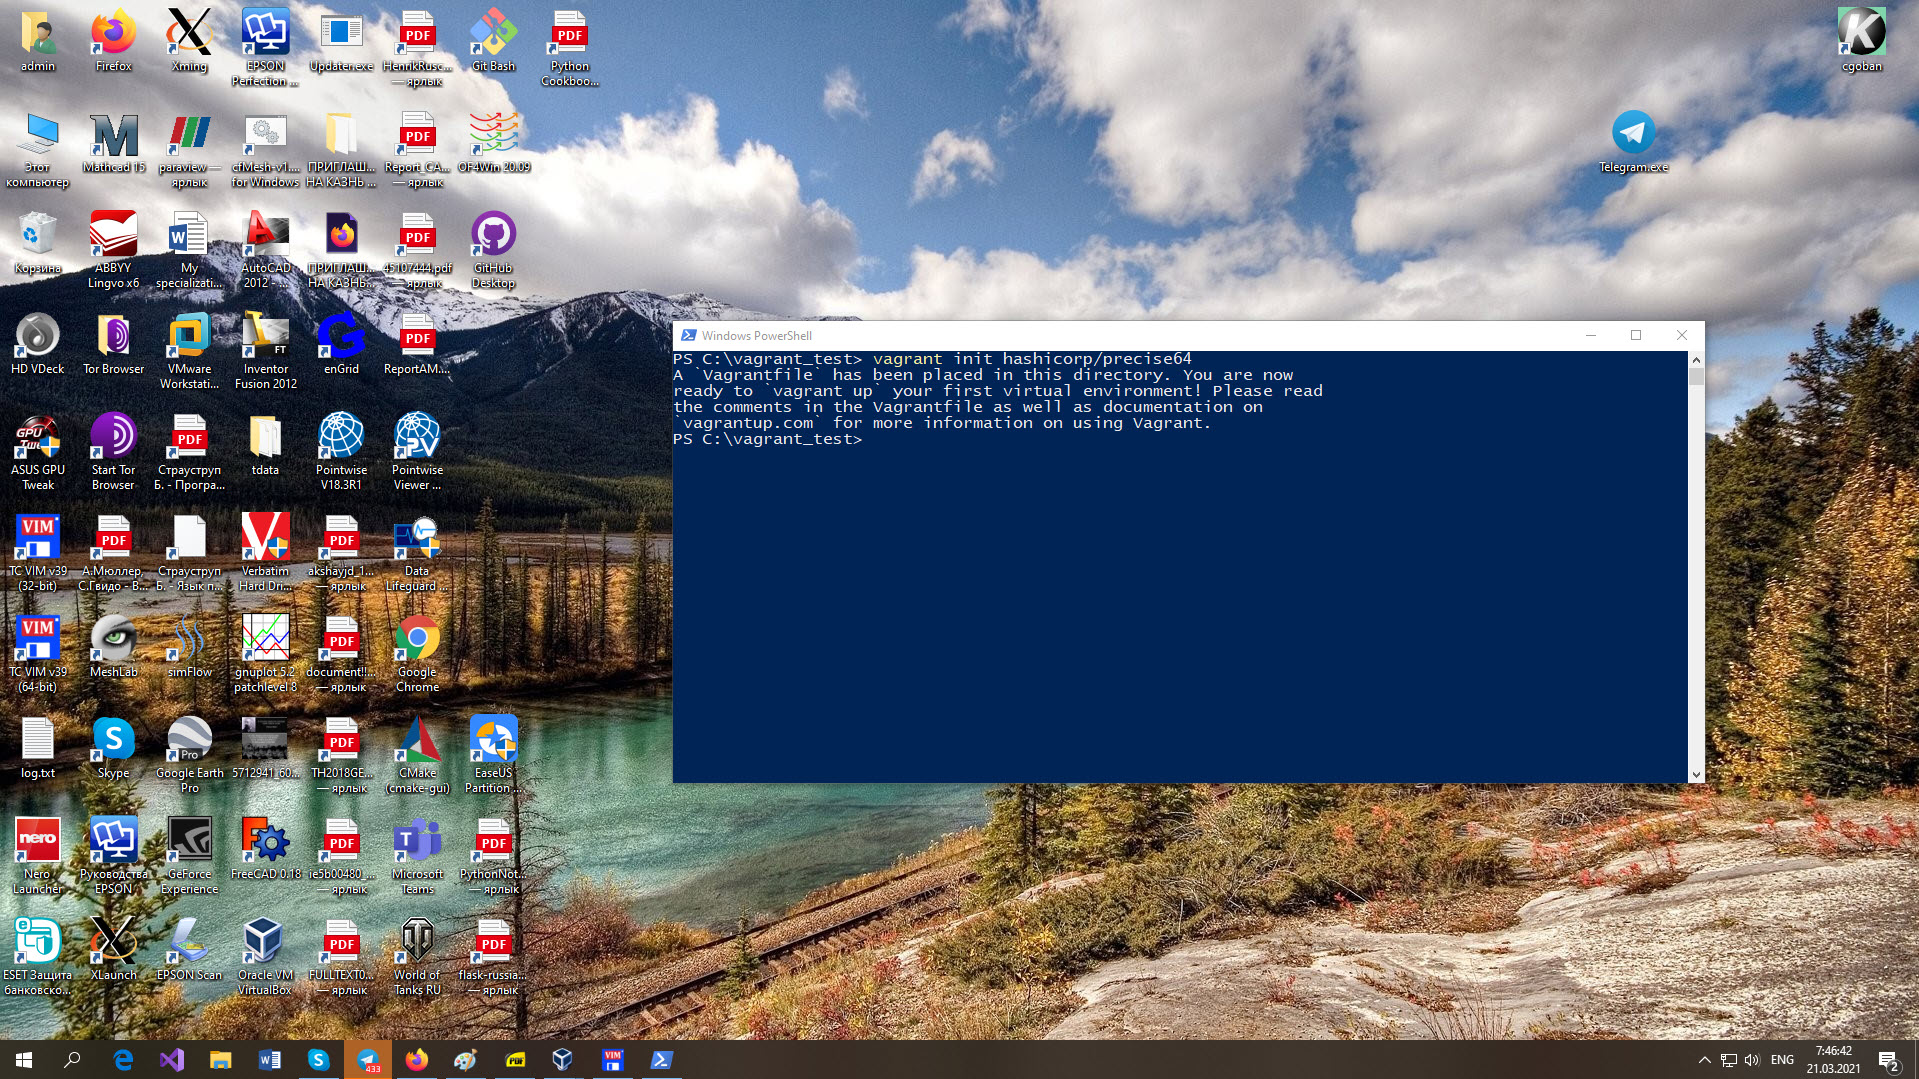 admin
Firefox
Xming
EPSON
Perfection ...
Updater.exe
HenrikRusc...
— ярлык
Git Bash
Python
Cookboo...
cgoban
Этот
компьютер
Mathcad 15
paraview —
ярлык
cfMesh-v1....
for Windows
ПРИГЛАШ...
НА КАЗНЬ ...
Report_CA...
— ярлык
OF4Win 20.09
Telegram.exe
Корзина
ABBYY
Lingvo x6
My
specializati...
AutoCAD
2012 - ...
ПРИГЛАШ...
НА КАЗНЬ...
45107444.pdf
— ярлык
GitHub
Desktop
HD VDeck
Tor Browser
VMware
Workstati...
Inventor
Fusion 2012
enGrid
ReportAM....
ASUS GPU
Tweak
Start Tor
Browser
Страуструп
Б. - Програ...
tdata
Pointwise
V18.3R1
Pointwise
Viewer ...
TC VIM v39
(32-bit)
А.Мюллер,
С.Гвидо - В...
Страуструп
Б. - Язык п...
Verbatim
Hard Dri...
akshayjd_1...
— ярлык
Data
Lifeguard ...
TC VIM v39
(64-bit)
MeshLab
simFlow
gnuplot 5.2
patchlevel 8
document!!...
— ярлык
Google
Chrome
log.txt
Skype
Google Earth
Pro
5712941_60...
TH2018GE...
— ярлык
CMake
(cmake-gui)
EaseUS
Partition ...
Nero
Launcher
Руководства
EPSON
GeForce
Experience
FreeCAD 0.18
ie5b00480_...
— ярлык
Microsoft
Teams
PythonNot...
— ярлык
ESET Защита
банковско...
XLaunch
EPSON Scan
Oracle VM
VirtualBox
FULLTEXT0...
— ярлык
World of
Tanks RU
flask-russia...
— ярлык
Windows PowerShell
PS C:\vagrant_test> vagrant init hashicorp/precise64
A `Vagrantfile` has been placed in this directory. You are now
ready to `vagrant up` your first virtual environment! Please read
the comments in the Vagrantfile as well as documentation on
`vagrantup.com` for more information on using Vagrant.
PS C:\vagrant_test>
433
ENG
7:46:42
21.03.2021
2